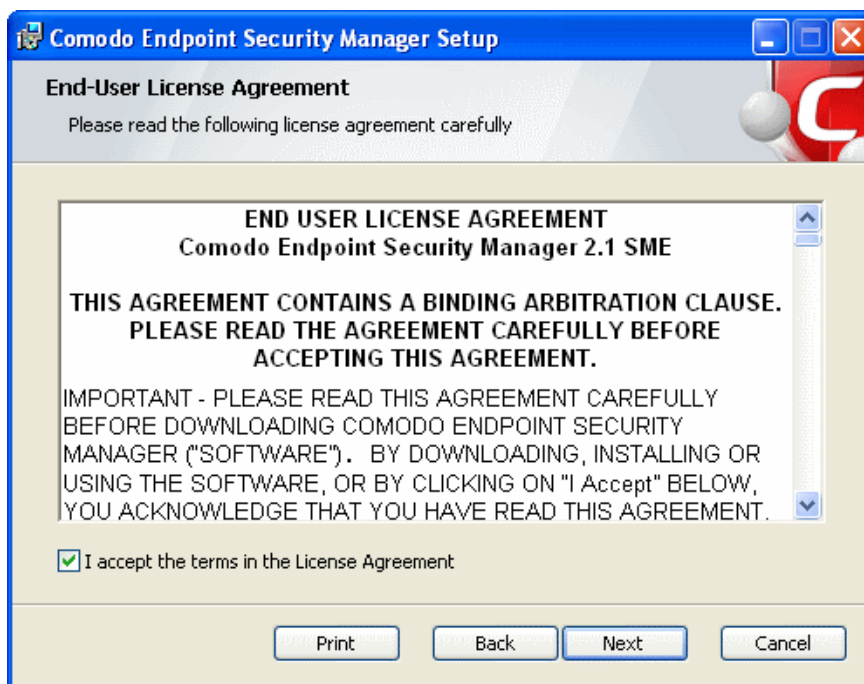 Comodo Endpoint Security Manager Setup
End-User License Agreement
Please read the following license agreement carefully
END USER LICENSE AGREEMENT
Comodo Endpoint Security Manager 2.1 SME
THIS AGREEMENT CONTAINS A BINDING ARBITRATION CLAUSE.
PLEASE READ THE AGREEMENT CAREFULLY BEFORE
ACCEPTING THIS AGREEMENT.
IMPORTANT - PLEASE READ THIS AGREEMENT CAREFULLY
BEFORE DOWNLOADING COMODO ENDPOINT SECURITY
MANAGER ("SOFTWARE"). BY DOWNLOADING, INSTALLING OR
USING THE SOFTWARE, OR BY CLICKING ON "I Accept" BELOW,
YOU ACKNOWLEDGE THAT YOU HAVE READ THIS AGREEMENT.
I accept the terms in the License Agreement
Print Back Next Cancel